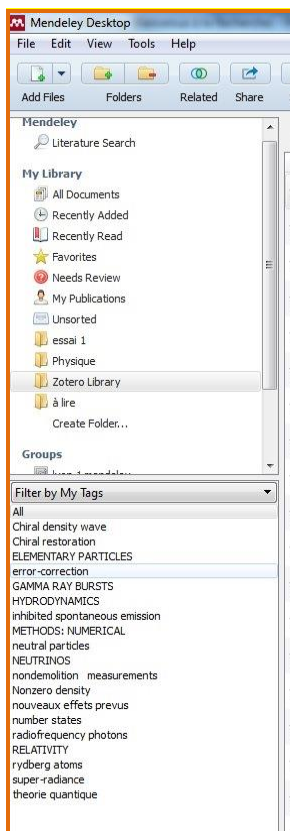 Mendeley Desktop
File Edit View Tools Help
Add Files Folders Related Share
Mendeley
Literature Search
My Library
All Documents
Recently Added
Recently Read
Favorites
Needs Review
My Publications
Unsorted
essai 1
Physique
Zotero Library
à lire
Create Folder...
Groups
Filter by My Tags
All
Chiral density wave
Chiral restoration
ELEMENTARY PARTICLES
error-correction
GAMMA RAY BURSTS
HYDRODYNAMICS
inhibited spontaneous emission
METHODS: NUMERICAL
neutral particles
NEUTRINOS
nondemolition measurements
Nonzero density
nouveaux effets prevus
number states
radiofrequency photons
RELATIVITY
rydberg atoms
super-radiance
theorie quantique